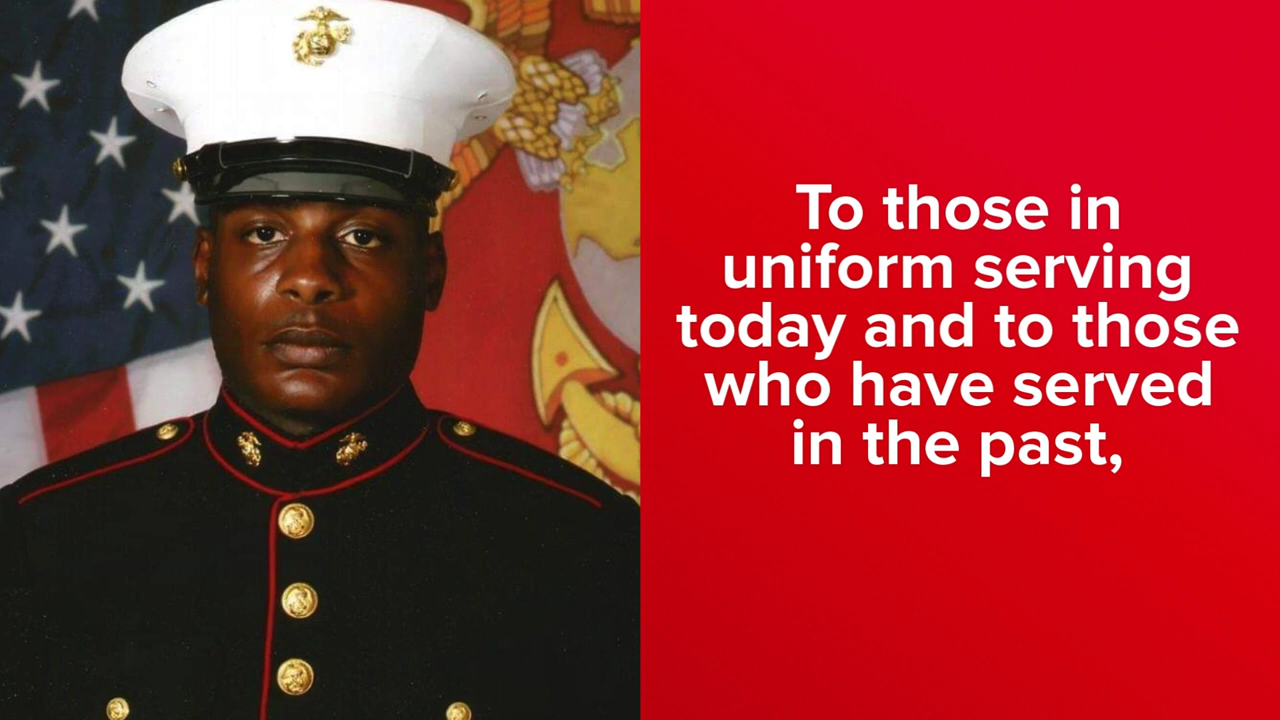 To those in
uniform serving
today and to those
who have served
in the past,